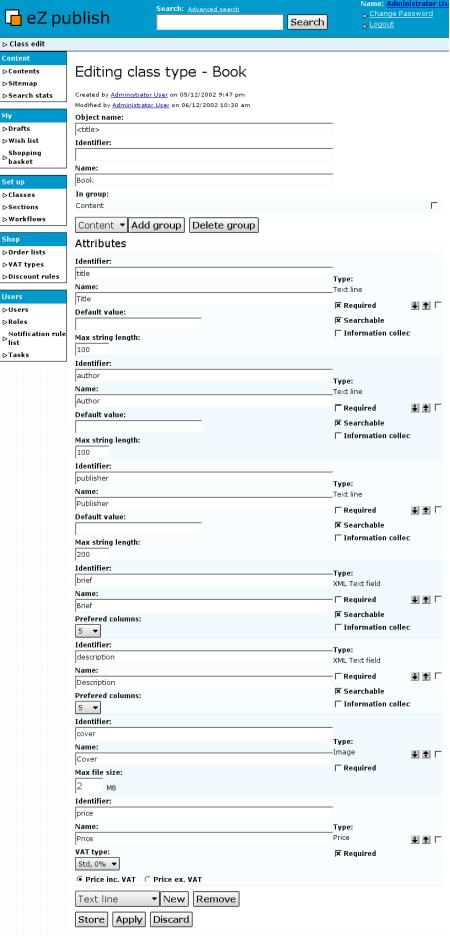 eZ publish
Search: Advanced search
Search
Name: Administrator Us
Change Password
Logout
Class edit
Content
Contents
Sitemap
Search stats
My
Drafts
Wish list
Shopping basket
Set up
Classes
Sections
Workflows
Shop
Order lists
VAT types
Discount rules
Users
Users
Roles
Notification rule list
Tasks
Editing class type - Book
Created by Administrator User on 05/12/2002 9:47 pm
Modified by Administrator User on 06/12/2002 10:30 am
Object name:
<title>
Identifier:
Name:
Book
In group:
Content
Content Add group Delete group
Attributes
Identifier:
title
Type:
Text line
Name:
Title
Required
Default value:
Searchable
Information collec
Max string length:
100
Identifier:
author
Type:
Text line
Name:
Author
Required
Default value:
Searchable
Information collec
Max string length:
100
Identifier:
publisher
Type:
Text line
Name:
Publisher
Required
Default value:
Searchable
Information collec
Max string length:
200
Identifier:
brief
Type:
XML Text field
Name:
Brief
Required
Searchable
Prefered columns:
5
Information collec
Identifier:
description
Type:
XML Text field
Name:
Description
Required
Searchable
Prefered columns:
5
Information collec
Identifier:
cover
Type:
Image
Name:
Cover
Required
Max file size:
2 MB
Identifier:
price
Type:
Price
Name:
Price
Required
VAT type:
Std, 0%
Price inc. VAT Price ex. VAT
Text line New Remove
Store Apply Discard